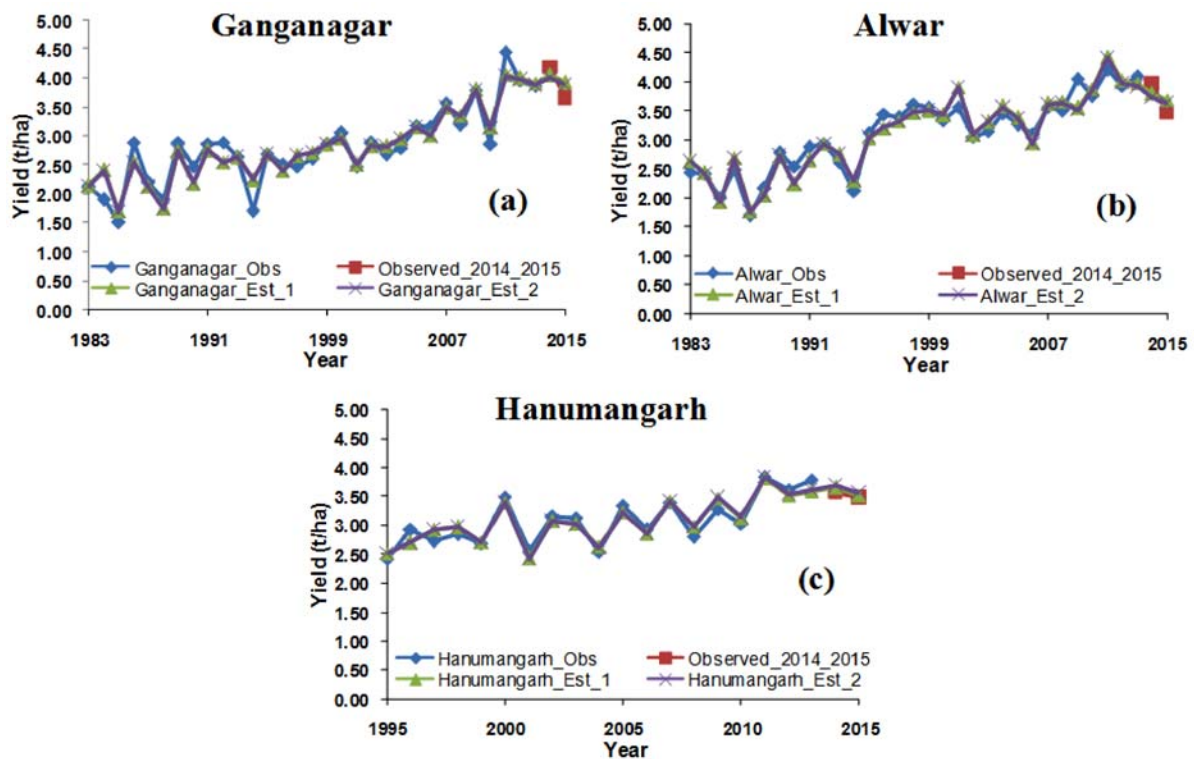 Ganganagar
5.00
4.50
4.00
3.50
3.00
2.50
2.00
1.50
1.00
0.50
0.00
Yield (t/ha)
(a)
Ganganagar_Obs Observed_2014_2015
Ganganagar_Est_1 Ganganagar_Est_2
1983 1991 1999 2007 2015
Year
Alwar
5.00
4.50
4.00
3.50
3.00
2.50
2.00
1.50
1.00
0.50
0.00
Yield (t/ha)
(b)
Alwar_Obs Observed_2014_2015
Alwar_Est_1 Alwar_Est_2
1983 1991 1999 2007 2015
Year
Hanumangarh
5.00
4.50
4.00
3.50
3.00
2.50
2.00
1.50
1.00
0.50
0.00
Yield (t/ha)
(c)
Hanumangarh_Obs Observed_2014_2015
Hanumangarh_Est_1 Hanumangarh_Est_2
1995 2000 2005 2010 2015
Year